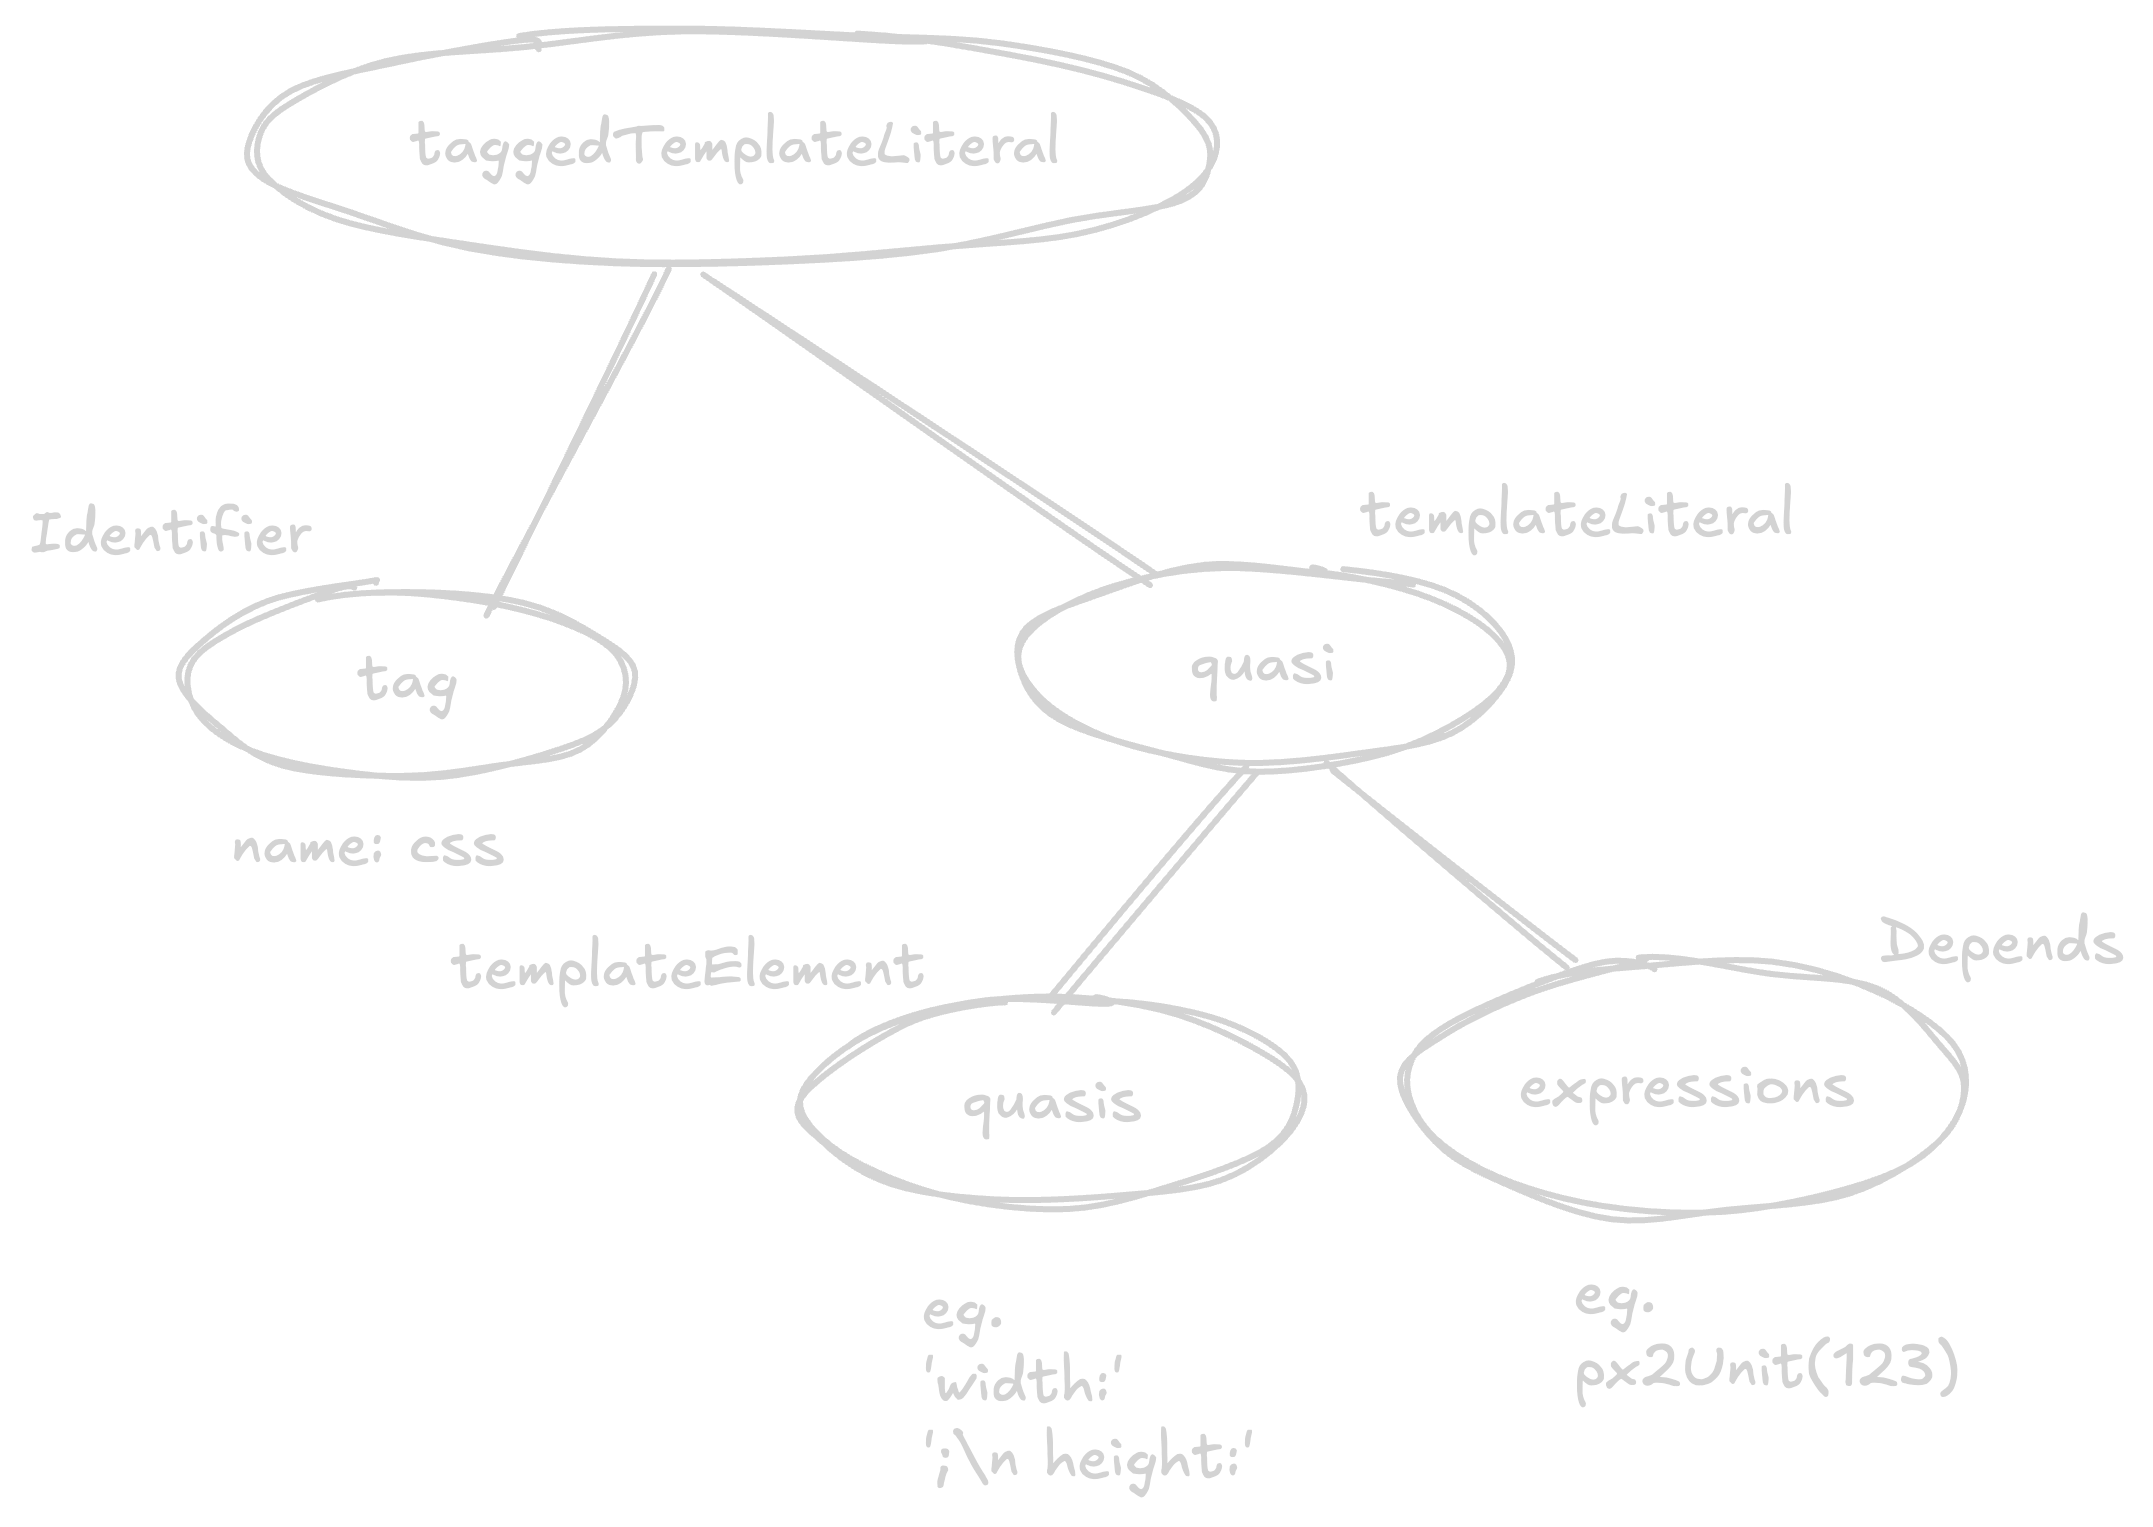 taggedTemplateLiteral
Identifier
templateLiteral
tag
quasi
name: css
templateElement
Depends
quasis
expressions
eg.
'width:'
';\n height:'
eg.
px2Unit(123)